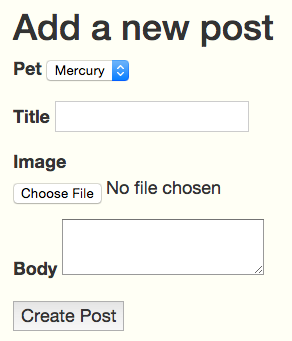 Add a new post
Pet Mercury
Title
Image
Choose File No file chosen
Body
Create Post